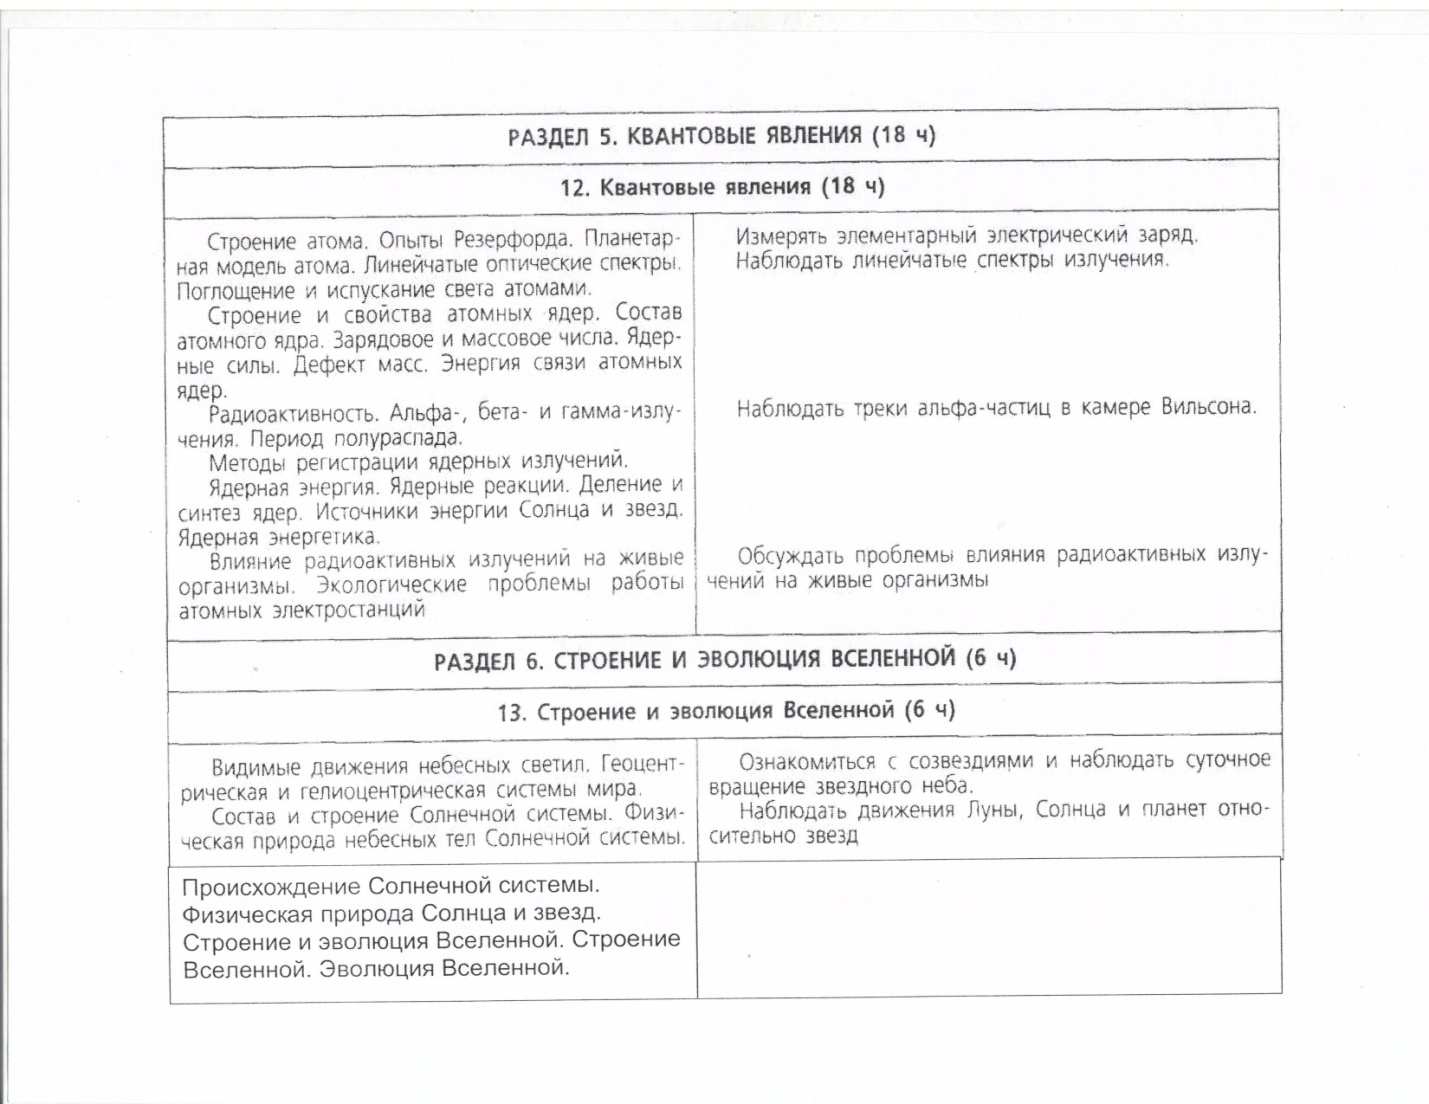 РАЗДЕЛ 5. КВАНТОВЫЕ ЯВЛЕНИЯ (18 ч)
12. Квантовые явления (18 ч)
Строение атома. Опыты Резерфорда. Планетар-
ная модель атома. Линейчатые оптические спектры.
Поглощение и испускание света атомами.
Строение и свойства атомных ядер. Состав
атомного ядра. Зарядовое и массовое числа. Ядер-
ные силы. Дефект масс. Энергия связи атомных
ядер.
Радиоактивность. Альфа-, бета- и гамма-излу-
чения. Период полураспада.
Методы регистрации ядерных излучений.
Ядерная энергия. Ядерные реакции. Деление и
синтез ядер. Источники энергии Солнца и звезд.
Ядерная энергетика.
Влияние радиоактивных излучений на живые
организмы. Экологические проблемы работы
атомных электростанций
Измерять элементарный электрический заряд.
Наблюдать линейчатые спектры излучения.
Наблюдать треки альфа-частиц в камере Вильсона.
Обсуждать проблемы влияния радиоактивных излу-
чений на живые организмы
РАЗДЕЛ 6. СТРОЕНИЕ И ЭВОЛЮЦИЯ ВСЕЛЕННОЙ (6 ч)
13. Строение и эволюция Вселенной (6 ч)
Видимые движения небесных светил. Геоцент-
рическая и гелиоцентрическая системы мира.
Состав и строение Солнечной системы. Физи-
ческая природа небесных тел Солнечной системы.
Ознакомиться с созвездиями и наблюдать суточное
вращение звездного неба.
Наблюдать движения Луны, Солнца и планет отно-
сительно звезд
Происхождение Солнечной системы.
Физическая природа Солнца и звезд.
Строение и эволюция Вселенной. Строение
Вселенной. Эволюция Вселенной.